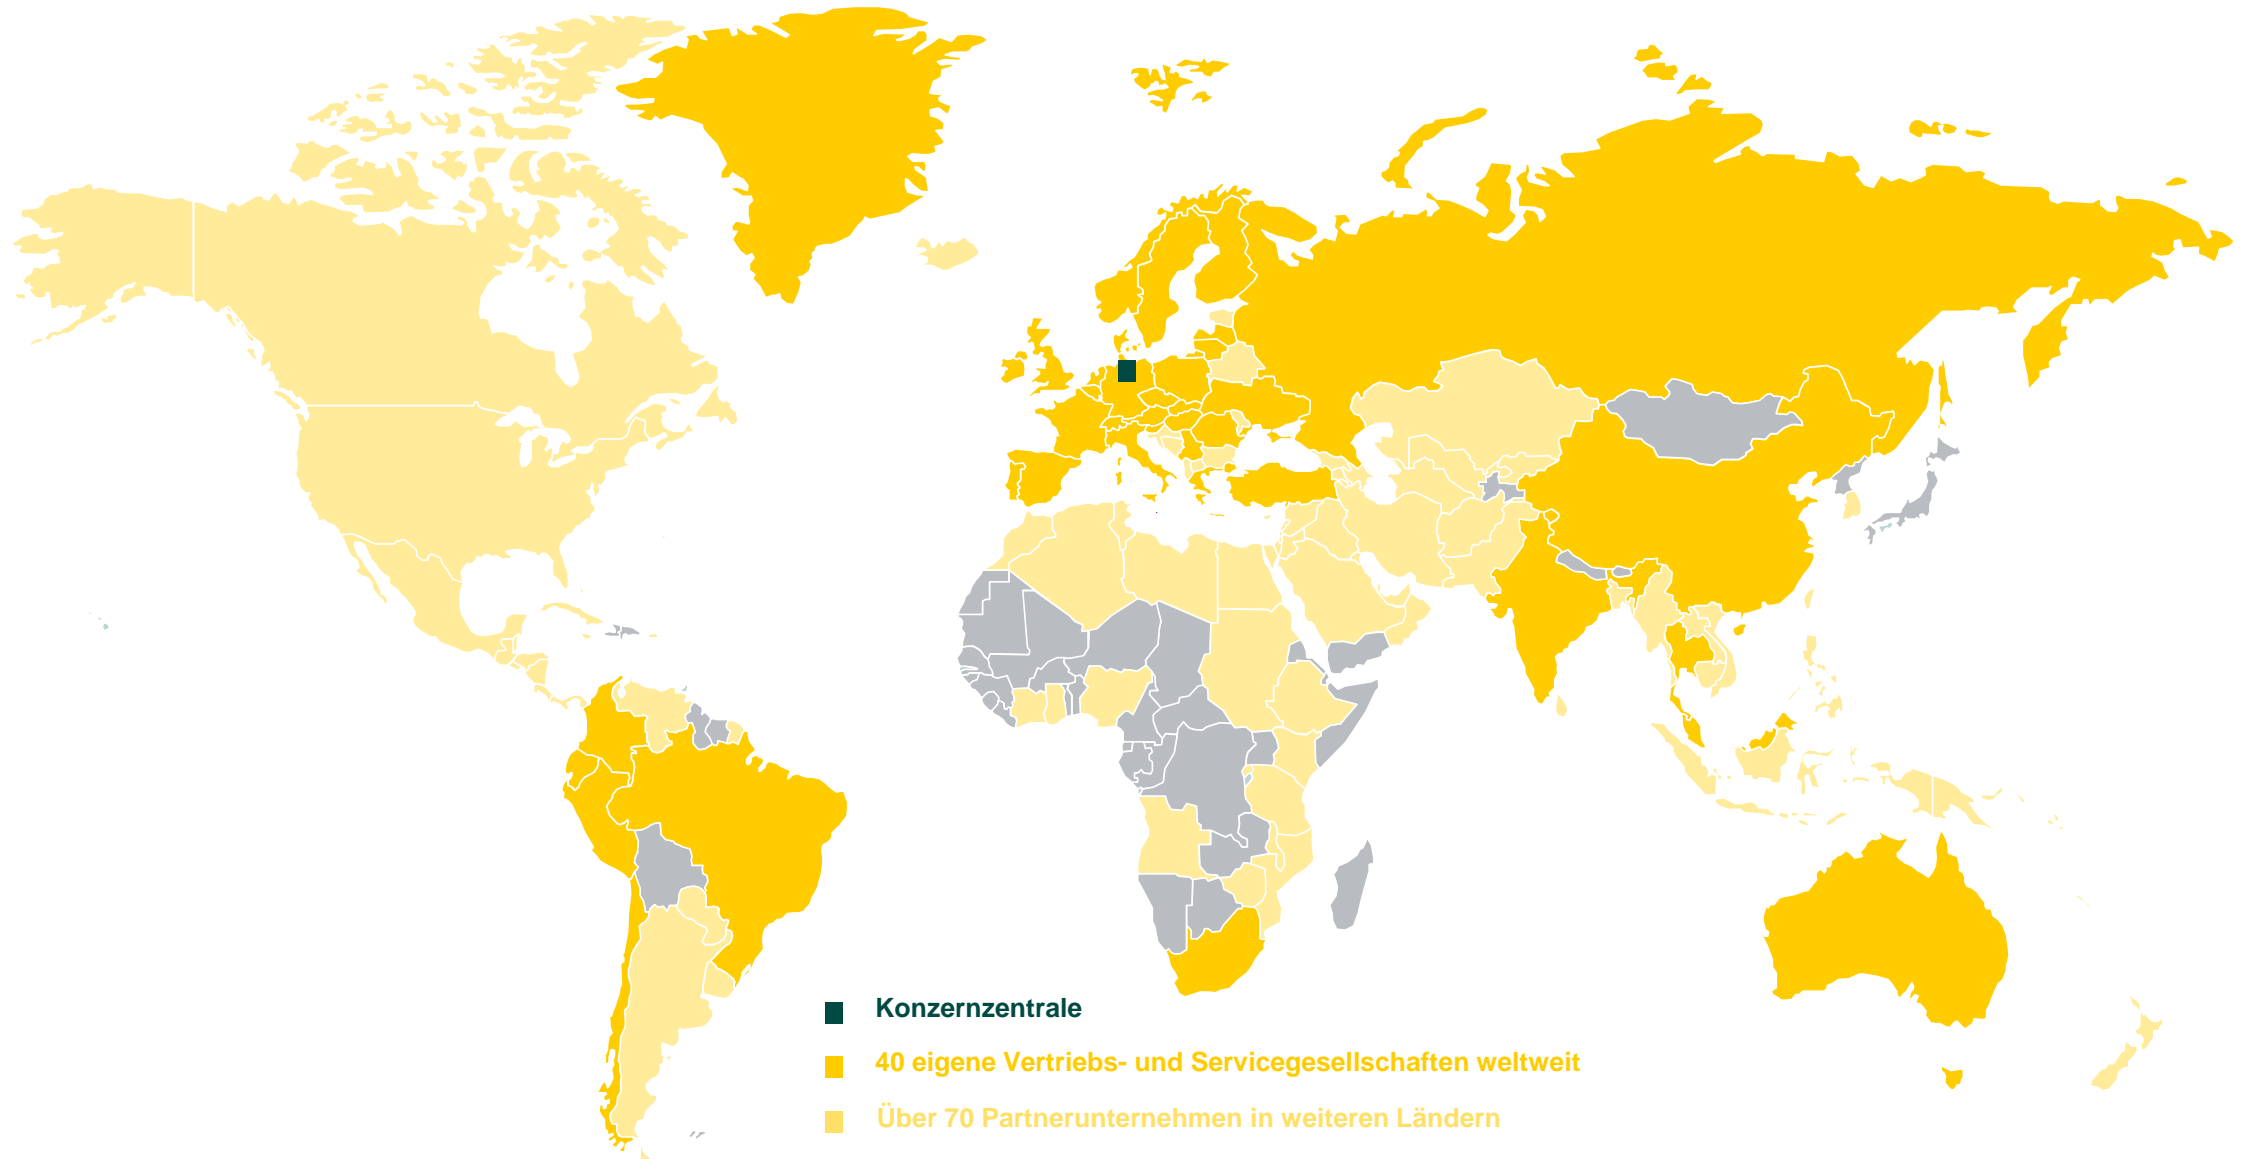 Konzernzentrale
40 eigene Vertriebs- und Servicegesellschaften weltweit
Über 70 Partnerunternehmen in weiteren Ländern